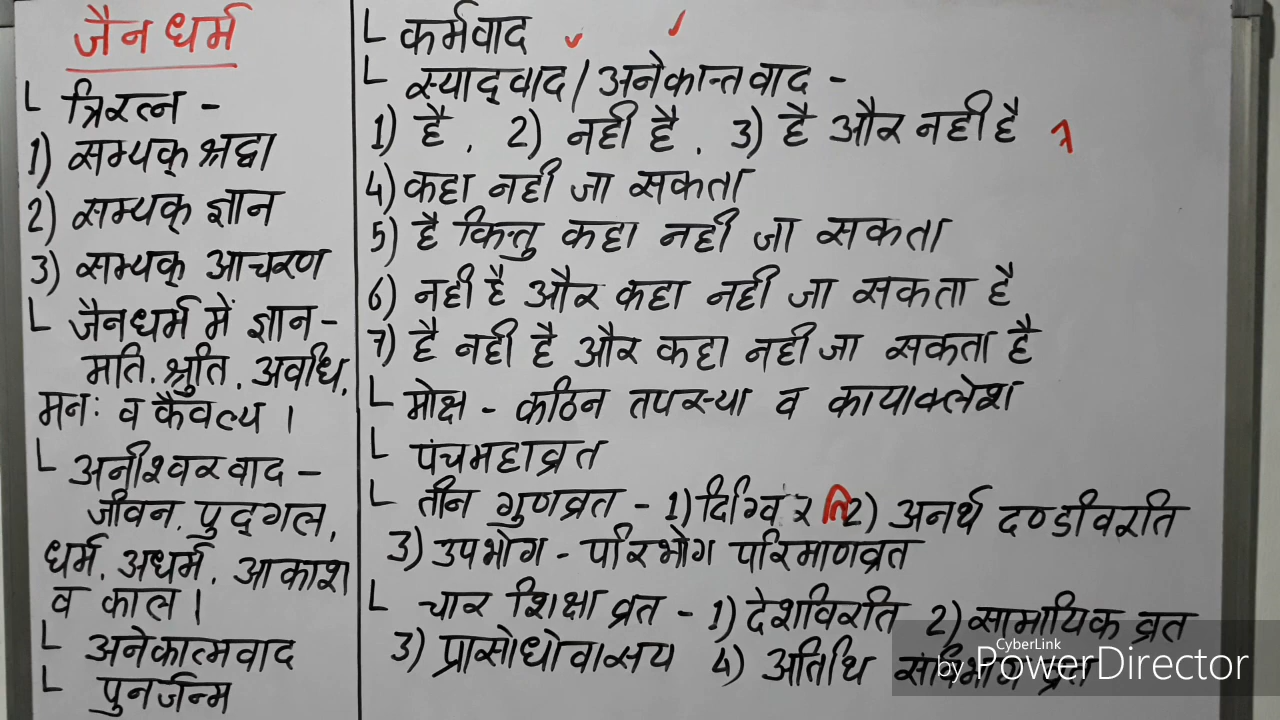 जैन धर्म
└ त्रिरत्न -
1) सम्यक् श्रद्धा
2) सम्यक् ज्ञान
3) सम्यक् आचरण
└ जैनधर्म में ज्ञान -
मति, श्रुति, अवधि,
मनः व कैवल्य ।
└ अनीश्वरवाद -
जीवन, पुद्गल,
धर्म, अधर्म, आकाश
व काल ।
└ अनेकात्मवाद
└ पुनर्जन्म
└ कर्मवाद
└ स्याद्वाद / अनेकान्तवाद -
1) है , 2) नही है , 3) है और नही है
4) कहा नही जा सकता
5) है किन्तु कहा नही जा सकता
6) नही है और कहा नही जा सकता है
7) है नही है और कहा नही जा सकता है
└ मोक्ष - कठिन तपस्या व कायाक्लेश
└ पंचमहाव्रत
└ तीन गुणव्रत - 1) दिग्विरति 2) अनर्थ दण्डविरति
3) उपभोग - परिभोग परिमाणव्रत
└ चार शिक्षा व्रत - 1) देशविरति 2) सामायिक व्रत
3) प्रासोधोवासय 4) अतिथि संविभाग व्रत
CyberLink
by PowerDirector